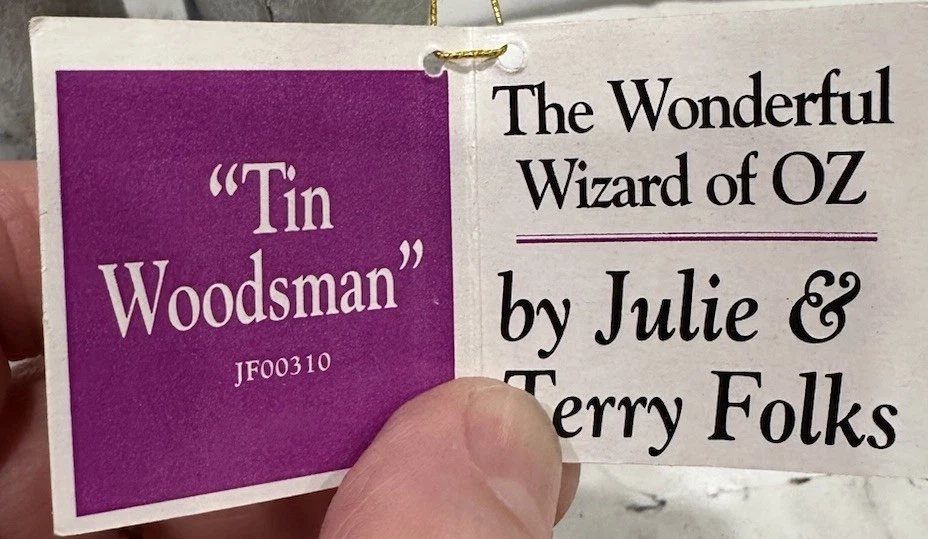 “Tin
Woodsman”
JF00310
The Wonderful
Wizard of OZ
by Julie &
Terry Folks